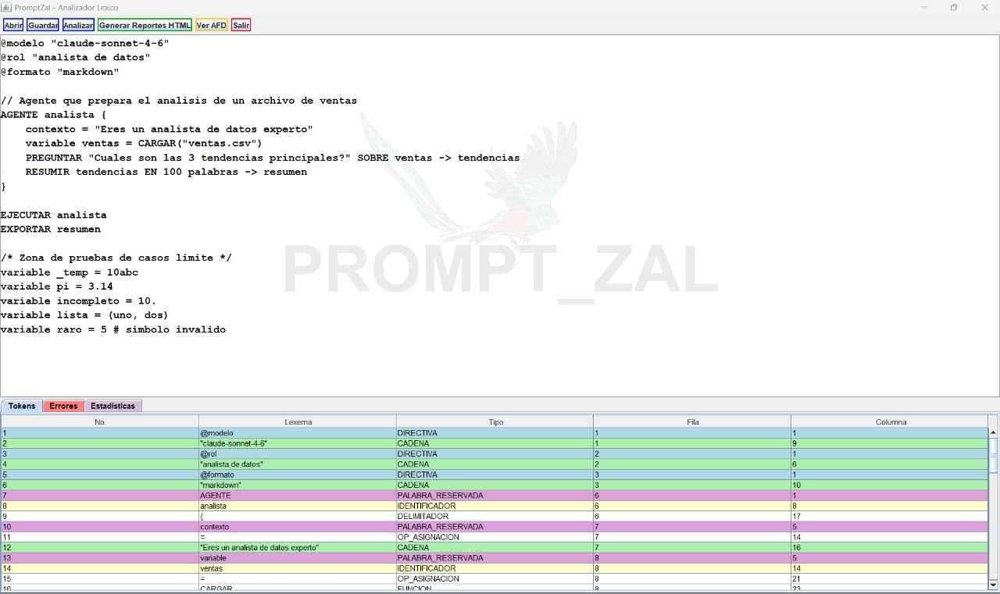 PromptZal - Analizador Lexico
Abrir Guardar Analizar Generar Reportes HTML Ver AFD Salir
@modelo "claude-sonnet-4-6"
@rol "analista de datos"
@formato "markdown"
// Agente que prepara el analisis de un archivo de ventas
AGENTE analista {
contexto = "Eres un analista de datos experto"
variable ventas = CARGAR("ventas.csv")
PREGUNTAR "Cuales son las 3 tendencias principales?" SOBRE ventas -> tendencias
RESUMIR tendencias EN 100 palabras -> resumen
}
EJECUTAR analista
EXPORTAR resumen
/* Zona de pruebas de casos limite */
variable _temp = 10abc
variable pi = 3.14
variable incompleto = 10.
variable lista = (uno, dos)
variable raro = 5 # simbolo invalido
PROMPT_ZAL
Tokens Errores Estadisticas
No. Lexema Tipo Fila Columna
1 @modelo DIRECTIVA 1 1
2 "claude-sonnet-4-6" CADENA 1 9
3 @rol DIRECTIVA 2 1
4 "analista de datos" CADENA 2 6
5 @formato DIRECTIVA 3 1
6 "markdown" CADENA 3 10
7 AGENTE PALABRA_RESERVADA 6 1
8 analista IDENTIFICADOR 6 8
9 { DELIMITADOR 6 17
10 contexto PALABRA_RESERVADA 7 5
11 = OP_ASIGNACION 7 14
12 "Eres un analista de datos experto" CADENA 7 16
13 variable PALABRA_RESERVADA 8 5
14 ventas IDENTIFICADOR 8 14
15 = OP_ASIGNACION 8 21
16 CARGAR FUNCION 8 23